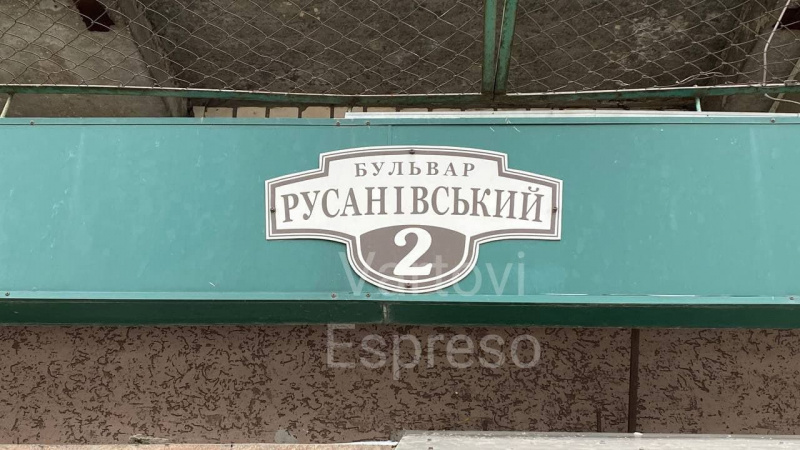 БУЛЬВАР
РУСАНІВСЬКИЙ
2
Vartovi
Espreso